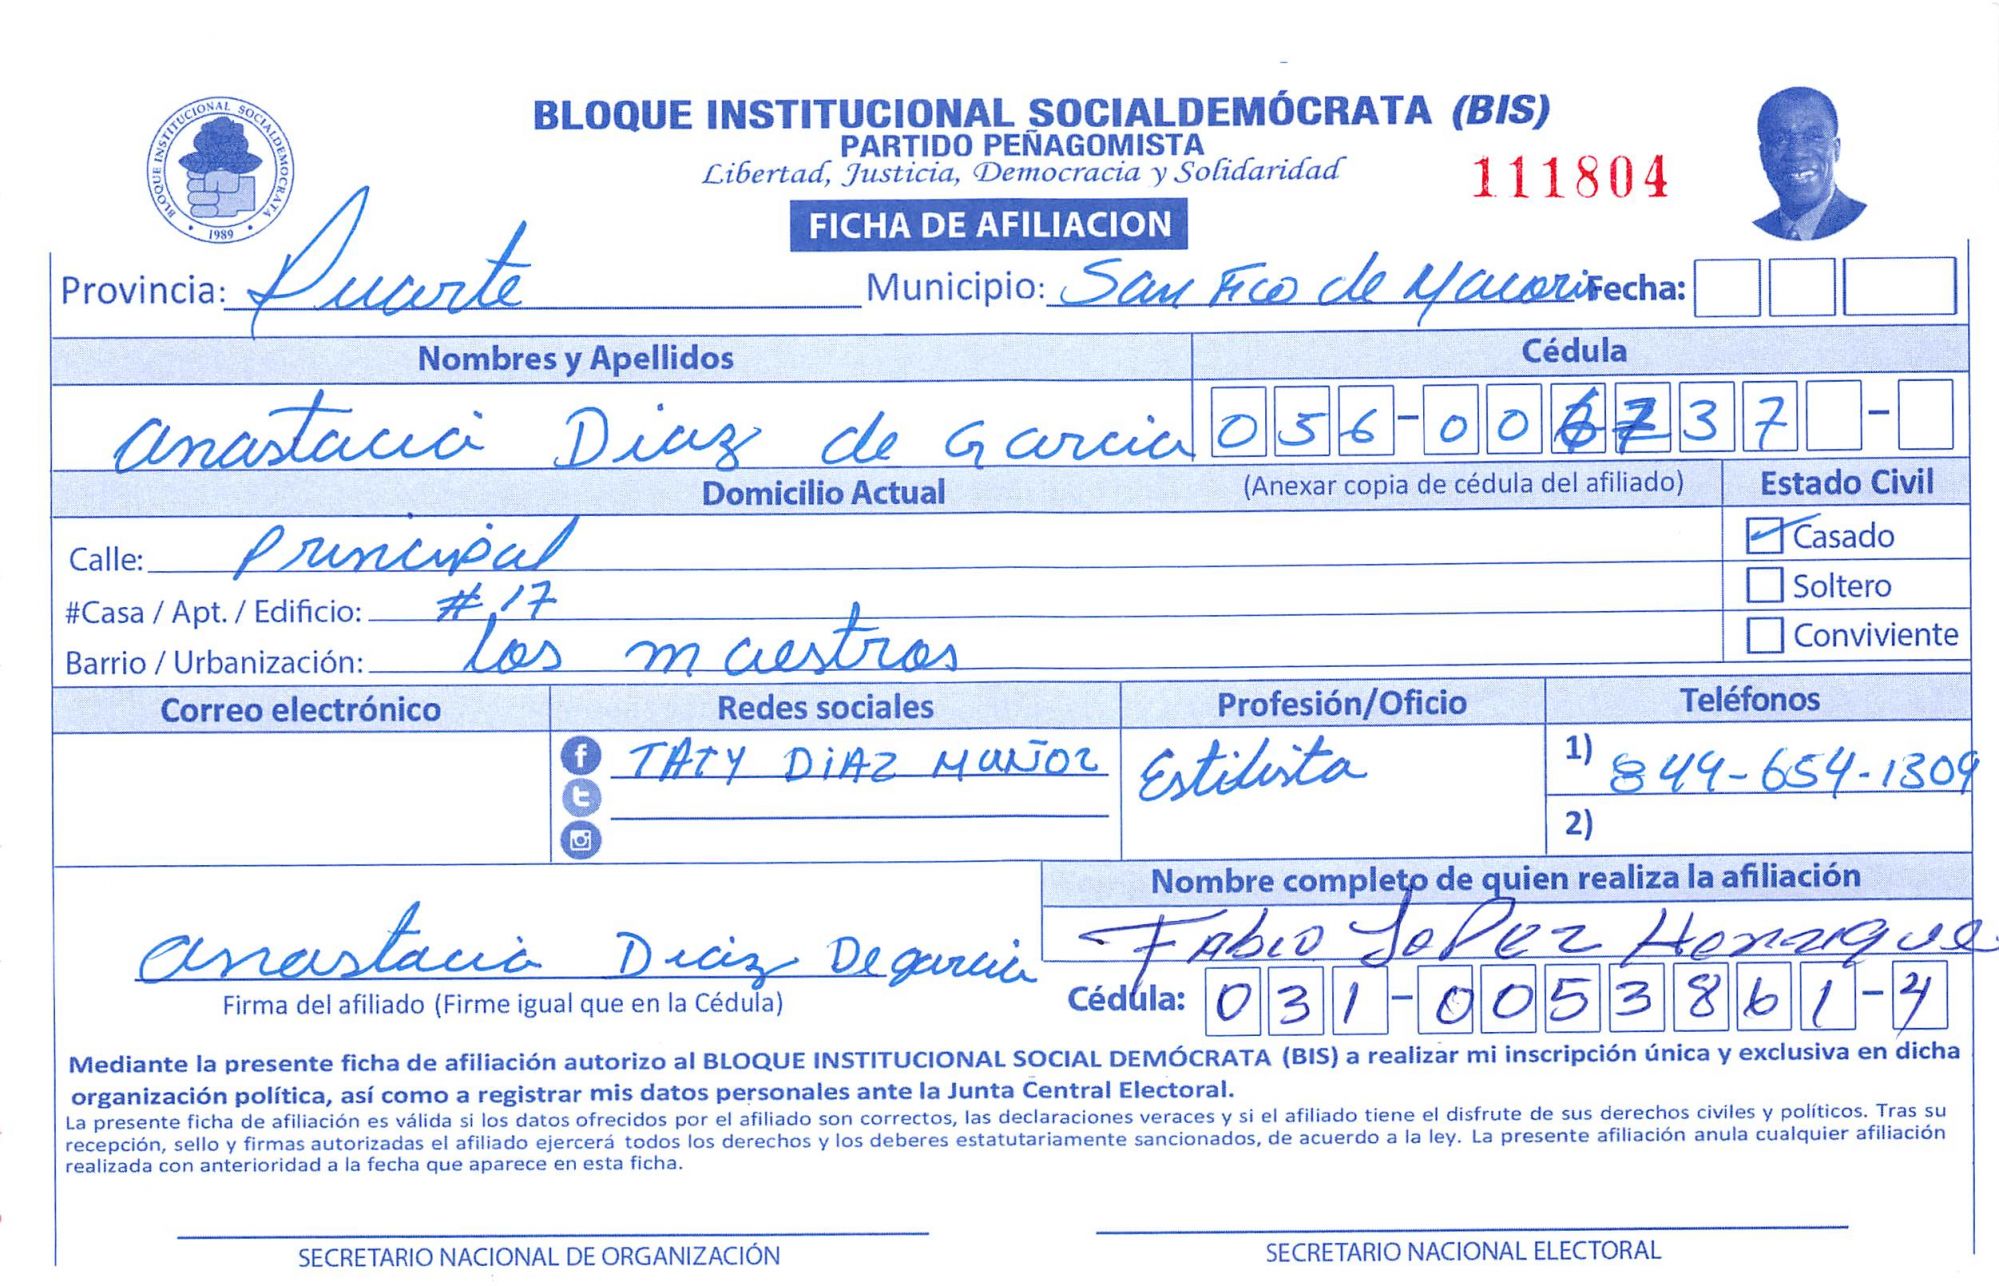 BLOQUE INSTITUCIONAL SOCIALDEMOCRATA
1989
BLOQUE INSTITUCIONAL SOCIALDEMÓCRATA (BIS)
PARTIDO PEÑAGOMISTA
Libertad, Justicia, Democracia y Solidaridad
111804
FICHA DE AFILIACION
Provincia: Duarte Municipio: San Fco de Macoris Fecha:
Nombres y Apellidos Cédula
Anastacia Diaz de Garcia 056-00 37 -
Domicilio Actual (Anexar copia de cédula del afiliado) Estado Civil
Calle: Principal Casado
#Casa / Apt. / Edificio: # 17 Soltero
Barrio / Urbanización: los maestros Conviviente
Correo electrónico Redes sociales Profesión/Oficio Teléfonos
TATY DIAZ MUÑOZ Estilista 1) 849-654-1309
2)
Nombre completo de quien realiza la afiliación
Fabio LoPez Henrique
Anastacia Diaz De garcia
Firma del afiliado (Firme igual que en la Cédula) Cédula: 031-0053861-4
Mediante la presente ficha de afiliación autorizo al BLOQUE INSTITUCIONAL SOCIAL DEMÓCRATA (BIS) a realizar mi inscripción única y exclusiva en dicha
organización política, así como a registrar mis datos personales ante la Junta Central Electoral.
La presente ficha de afiliación es válida si los datos ofrecidos por el afiliado son correctos, las declaraciones veraces y si el afiliado tiene el disfrute de sus derechos civiles y políticos. Tras su
recepción, sello y firmas autorizadas el afiliado ejercerá todos los derechos y los deberes estatutariamente sancionados, de acuerdo a la ley. La presente afiliación anula cualquier afiliación
realizada con anterioridad a la fecha que aparece en esta ficha.
SECRETARIO NACIONAL DE ORGANIZACIÓN SECRETARIO NACIONAL ELECTORAL